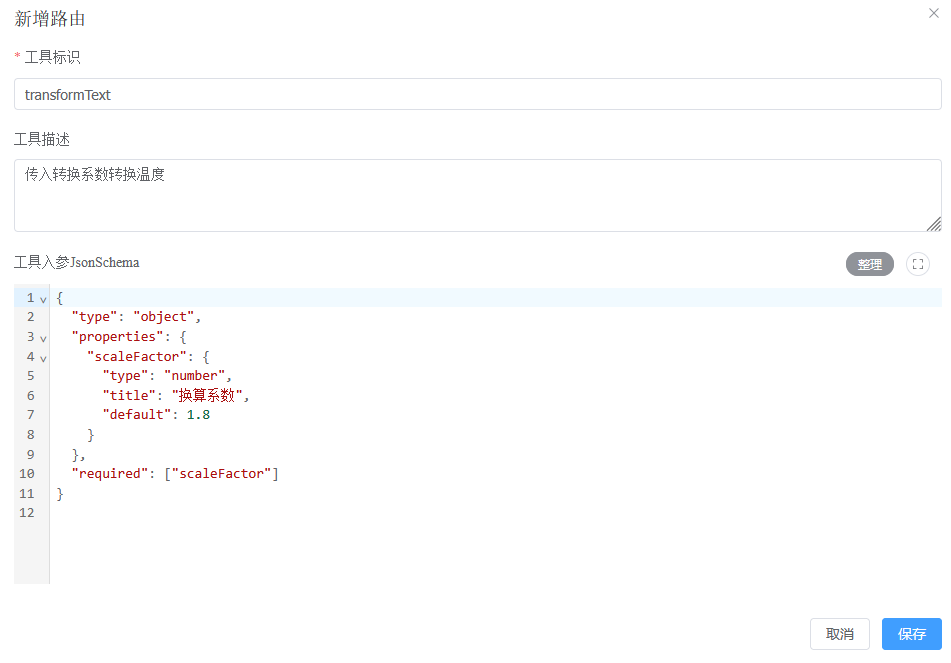 新增路由
* 工具标识
transformText
工具描述
传入转换系数转换温度
工具入参JsonSchema
整理
1 {
2   "type": "object",
3   "properties": {
4     "scaleFactor": {
5       "type": "number",
6       "title": "换算系数",
7       "default": 1.8
8     }
9   },
10   "required": ["scaleFactor"]
11 }
12
取消 保存